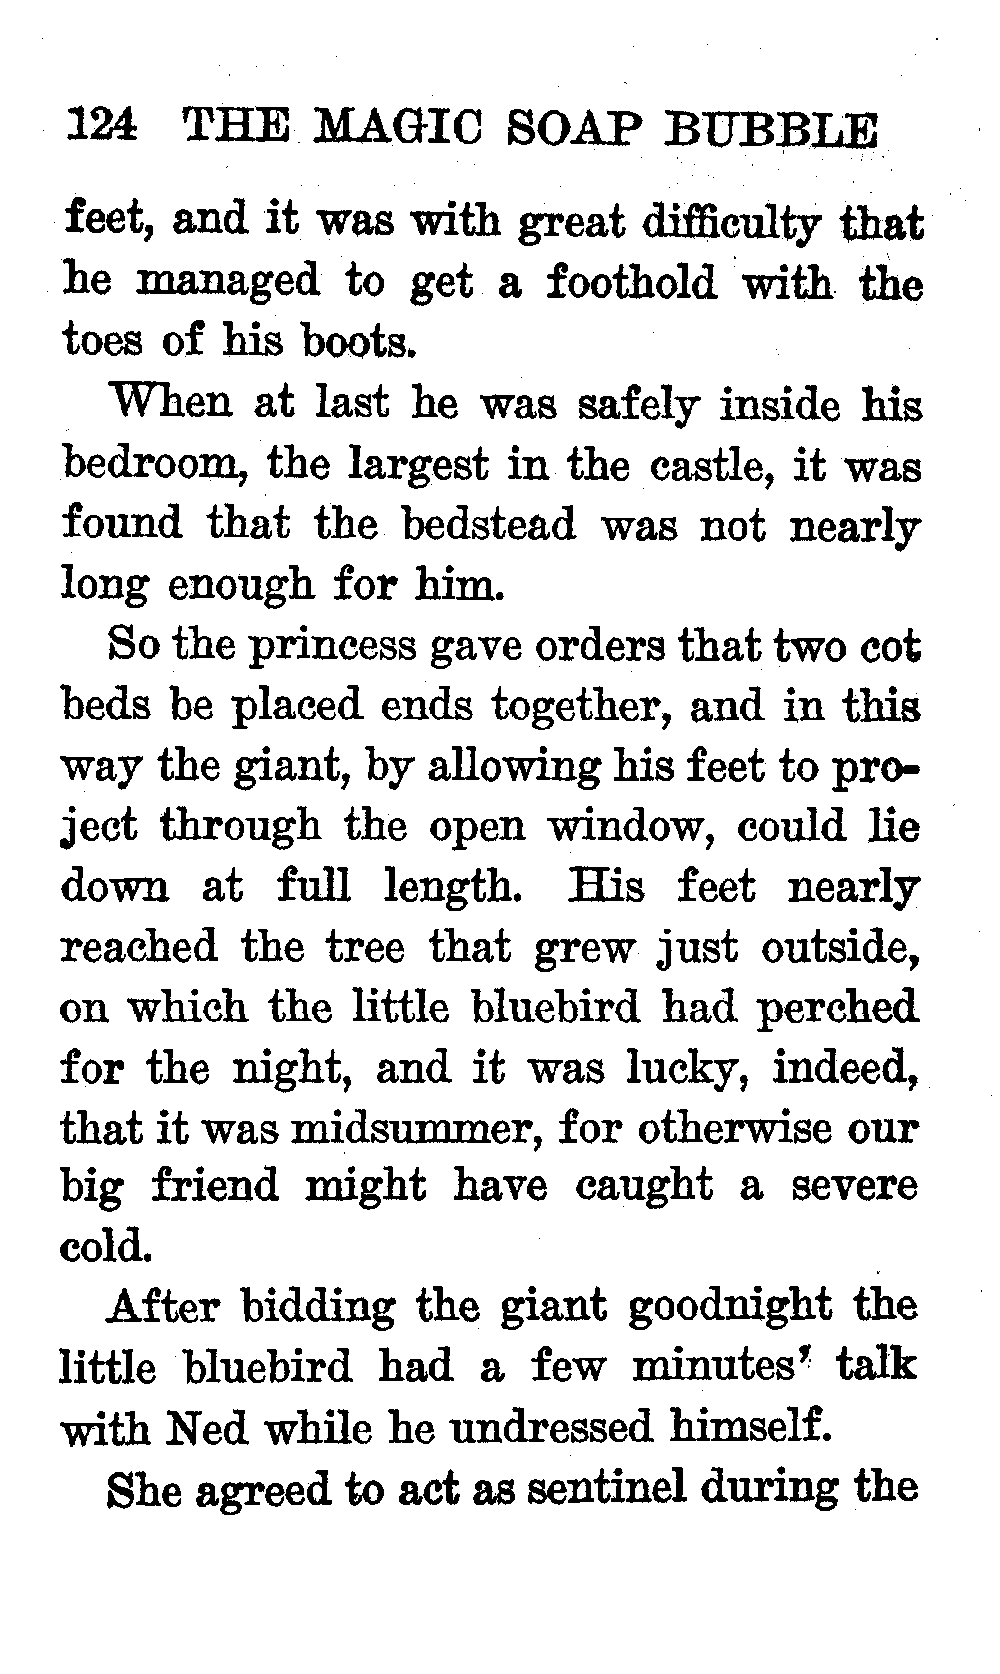 124 THE MAGIC SOAP BUBBLE
feet, and it was with great difficulty that
he managed to get a foothold with the
toes of his boots.
When at last he was safely inside his
bedroom, the largest in the castle, it was
found that the bedstead was not nearly
long enough for him.
So the princess gave orders that two cot
beds be placed ends together, and in this
way the giant, by allowing his feet to pro-
ject through the open window, could lie
down at full length. His feet nearly
reached the tree that grew just outside,
on which the little bluebird had perched
for the night, and it was lucky, indeed,
that it was midsummer, for otherwise our
big friend might have caught a severe
cold.
After bidding the giant goodnight the
little bluebird had a few minutes' talk
with Ned while he undressed himself.
She agreed to act as sentinel during the